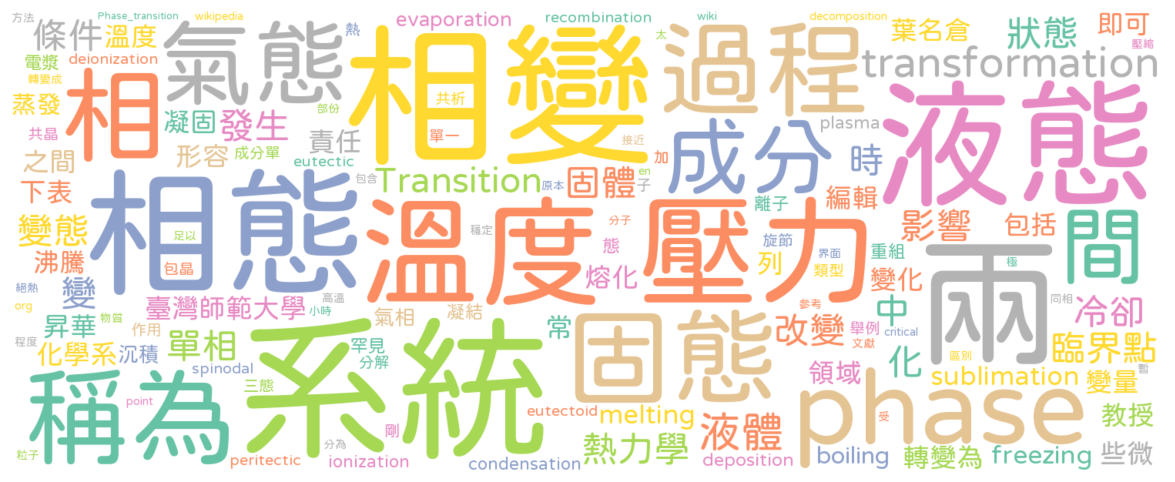 方法
Phase_transition
wikipedia
條件
溫度
氣態
相變
evaporation
熱
recombination
太
wiki
過程
decomposition
葉名倉
狀態
即可
壓縮
電漿
deionization
transformation
轉變成
蒸發
相
共析
部份
液態
共晶
凝固
發生
責任
單一
接近
成分
plasma
時
之間
形容
成分單
eutectic
加
下表
相態
包含
Transition
原本
固體
en
子
離子
編輯
影響
包括
間
變態
足以
溫度
穩定
分子
態
壓力
旋節
界面
重組
兩
極
沸騰
包晶
熔化
列
類型
變化
同相
絕熱
變
高溫
org
臺灣師範大學
小時
氣相
凝結
參考
中
冷卻
昇華
物質
作用
系統
常
固態
改變
舉例
文獻
critical
程度
化學系
沉積
單相
罕見
分解
化
區別
臨界點
暫
稱為
spinodal
三態
領域
sublimation
變量
point
eutectoid
melting
phase
教授
剛
液體
受
粒子
peritectic
分為
ionization
condensation
熱力學
deposition
boiling
轉變為
freezing
些微